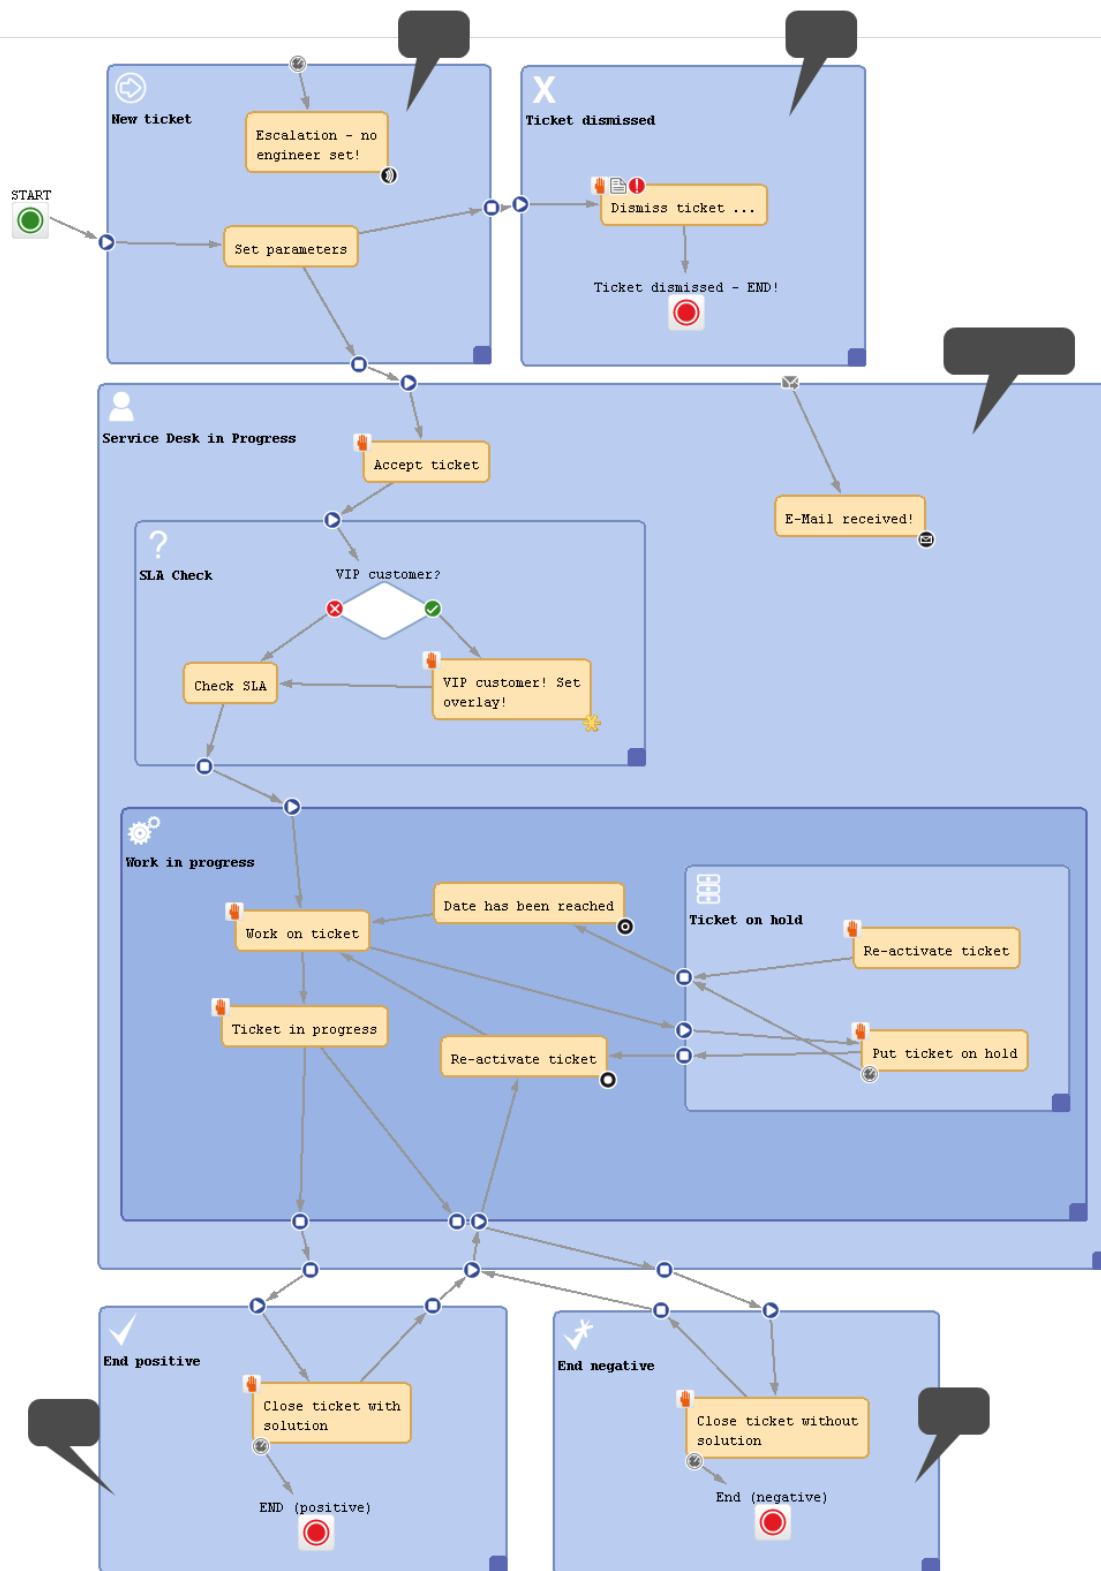 New ticket
Escalation - no
engineer set!
START
Set parameters
X
Ticket dismissed
Dismiss ticket ...
Ticket dismissed - END!
Service Desk in Progress
Accept ticket
E-Mail received!
?
SLA Check
VIP customer?
Check SLA
VIP customer! Set
overlay!
Work in progress
Date has been reached
Work on ticket
Ticket on hold
Re-activate ticket
Ticket in progress
Re-activate ticket
Put ticket on hold
End positive
Close ticket with
solution
END (positive)
End negative
Close ticket without
solution
End (negative)